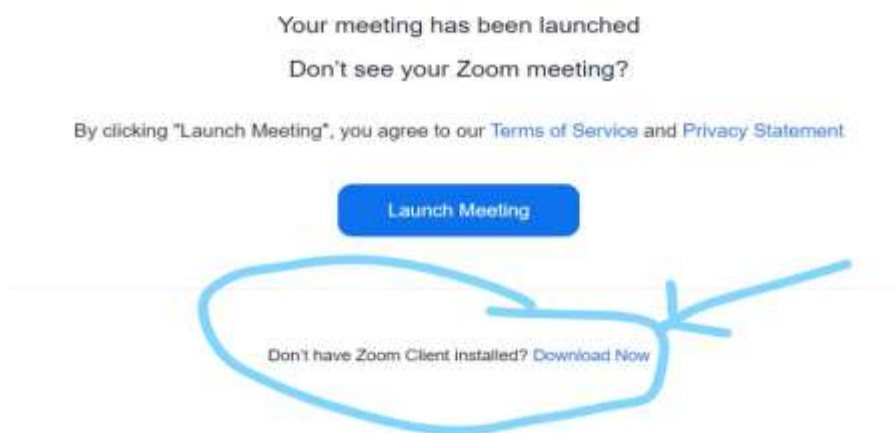 Your meeting has been launched
Don't see your Zoom meeting?
By clicking "Launch Meeting", you agree to our Terms of Service and Privacy Statement
Launch Meeting
Don't have Zoom Client installed? Download Now